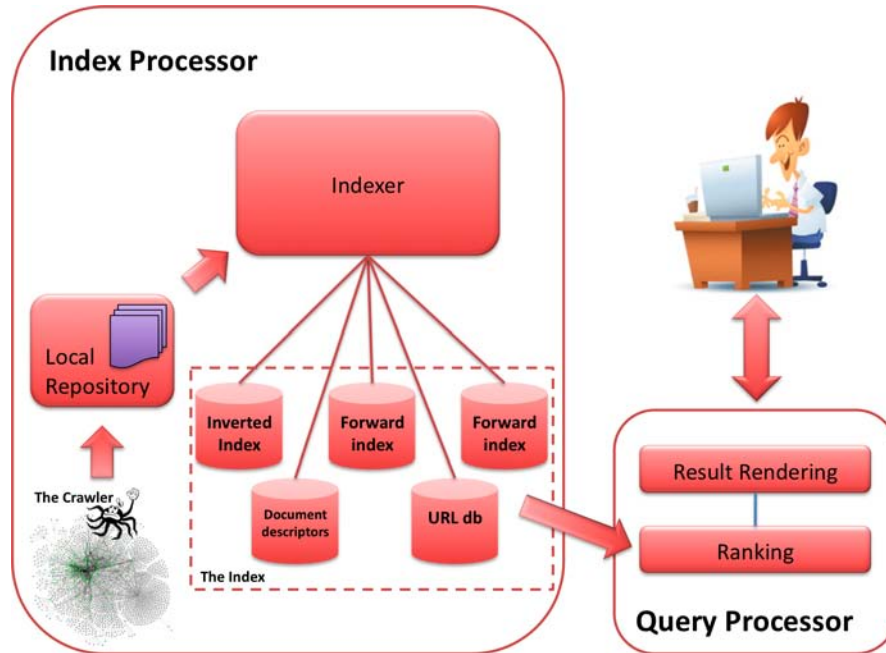 Index Processor
Indexer
Local
Repository
Inverted
Index
Forward
index
Forward
index
The Crawler
Document
descriptors
URL db
The Index
Result Rendering
Ranking
Query Processor